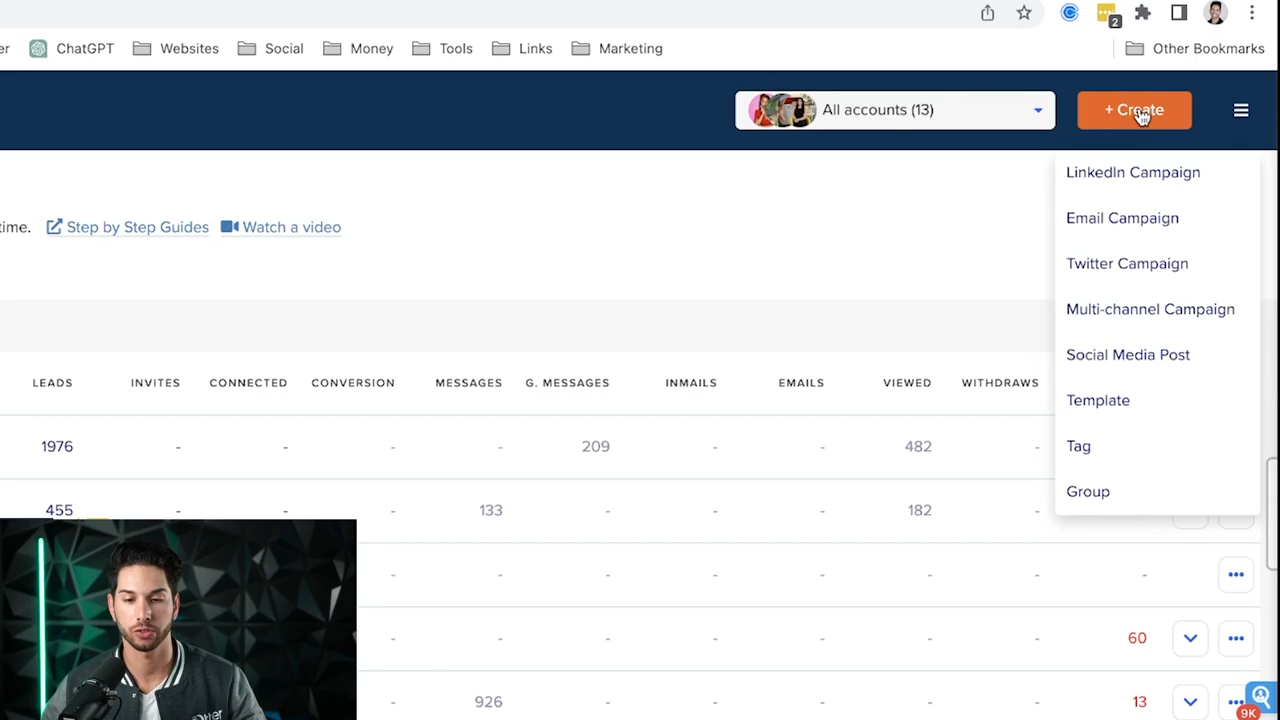 2
er ChatGPT Websites Social Money Tools Links Marketing Other Bookmarks
All accounts (13) + Create
LinkedIn Campaign
time. Step by Step Guides Watch a video
Email Campaign
Twitter Campaign
Multi-channel Campaign
Social Media Post
Template
Tag
Group
LEADS INVITES CONNECTED CONVERSION MESSAGES G. MESSAGES INMAILS EMAILS VIEWED WITHDRAWS
1976 - - - - 209 - - 482 -
455 - - - 133 - - - 182 -
- - - - - - - -
- - - - - - - 60
- 926 - - - - - 13
9K